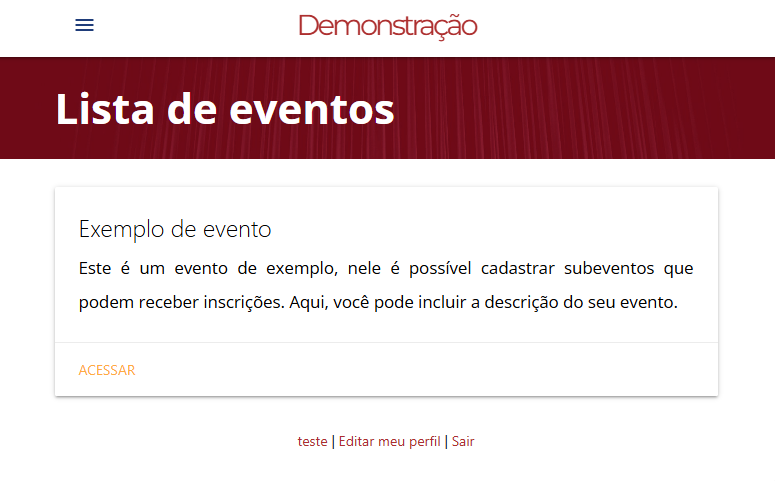 Demonstração
Lista de eventos
Exemplo de evento
Este é um evento de exemplo, nele é possível cadastrar subeventos que
podem receber inscrições. Aqui, você pode incluir a descrição do seu evento.
ACESSAR
teste | Editar meu perfil | Sair